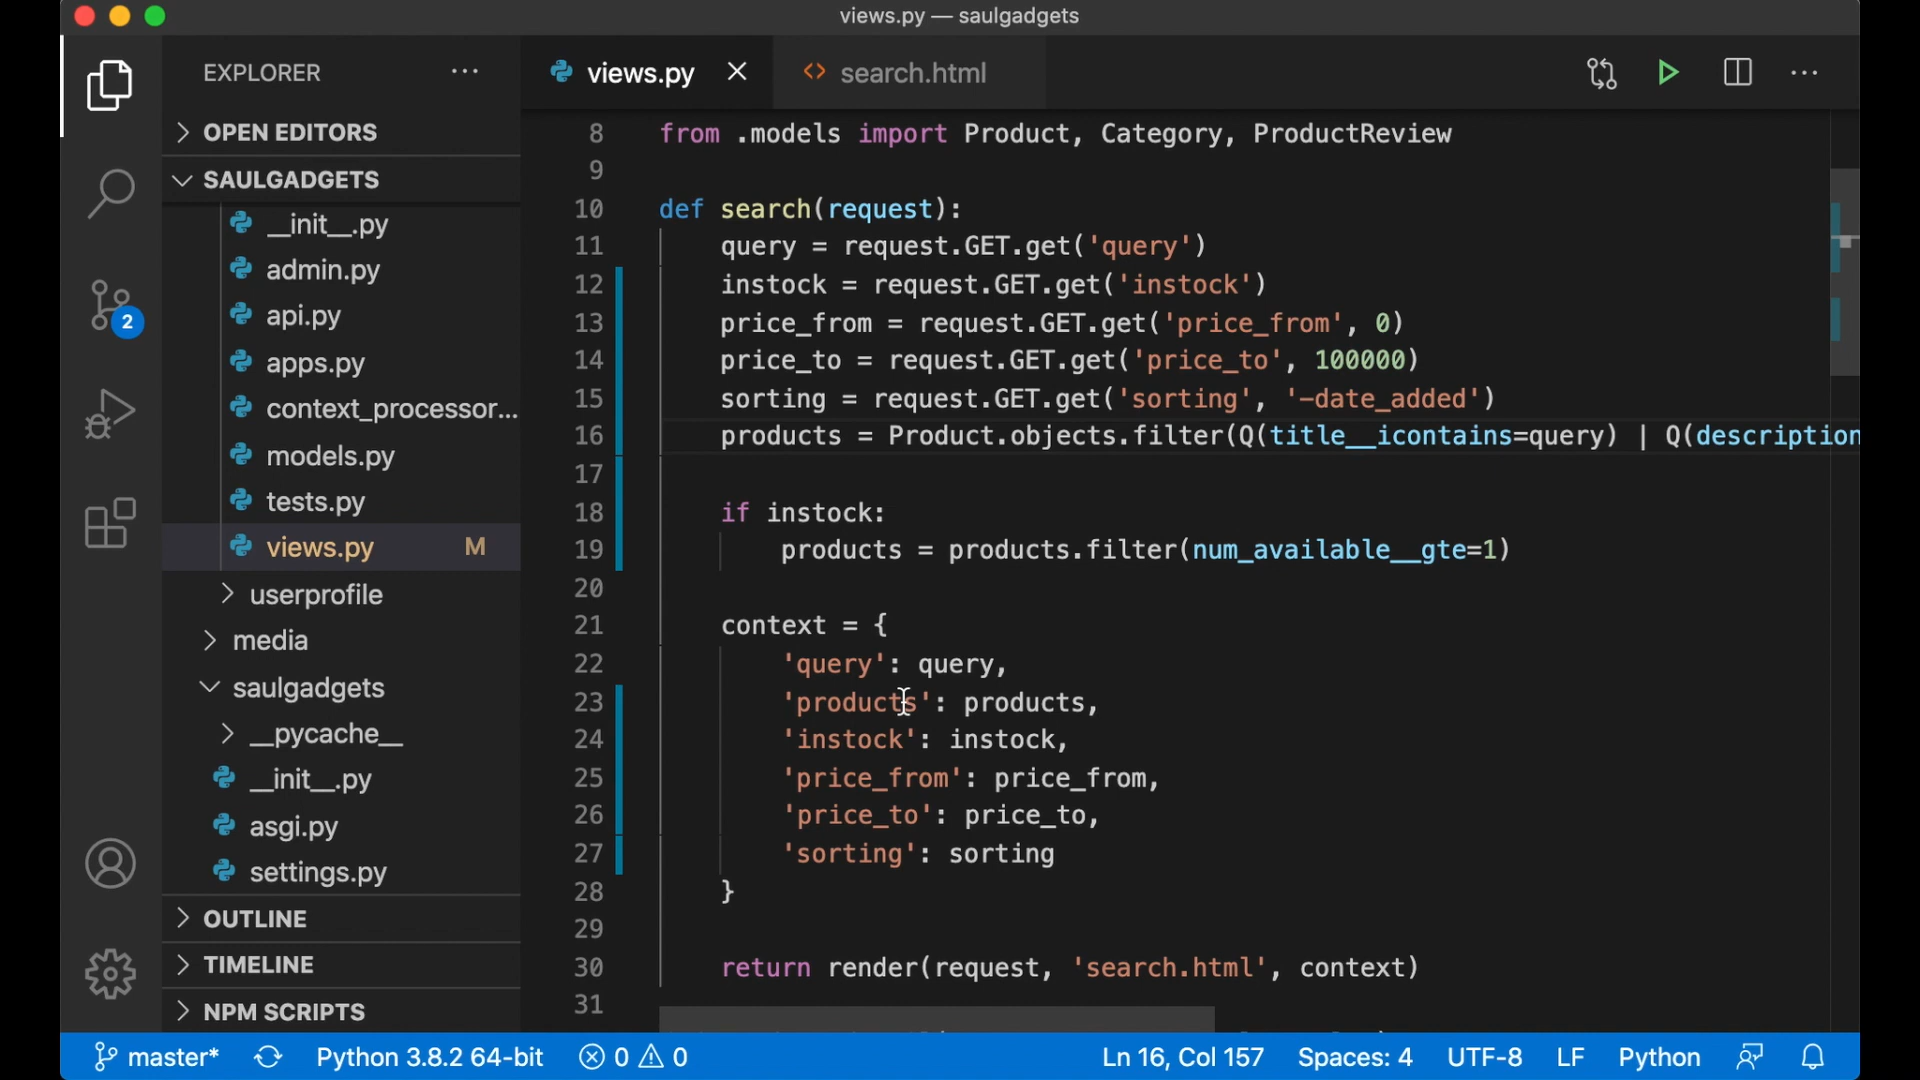 views.py — saulgadgets
EXPLORER
views.py
search.html
OPEN EDITORS
SAULGADGETS
__init__.py
admin.py
api.py
apps.py
context_processor...
models.py
tests.py
views.py M
userprofile
media
saulgadgets
__pycache__
__init__.py
asgi.py
settings.py
OUTLINE
TIMELINE
NPM SCRIPTS
2
8 from .models import Product, Category, ProductReview
9
10 def search(request):
11 query = request.GET.get('query')
12 instock = request.GET.get('instock')
13 price_from = request.GET.get('price_from', 0)
14 price_to = request.GET.get('price_to', 100000)
15 sorting = request.GET.get('sorting', '-date_added')
16 products = Product.objects.filter(Q(title__icontains=query) | Q(description
17
18 if instock:
19 products = products.filter(num_available__gte=1)
20
21 context = {
22 'query': query,
23 'products': products,
24 'instock': instock,
25 'price_from': price_from,
26 'price_to': price_to,
27 'sorting': sorting
28 }
29
30 return render(request, 'search.html', context)
31
master* Python 3.8.2 64-bit 0 0 Ln 16, Col 157 Spaces: 4 UTF-8 LF Python